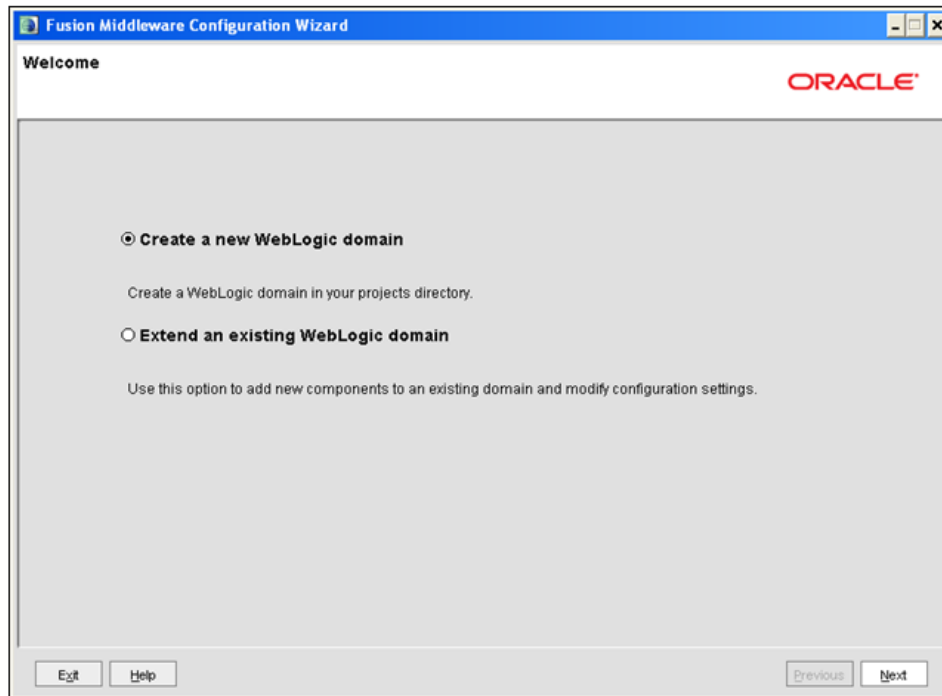 Fusion Middleware Configuration Wizard
Welcome
ORACLE
Create a new WebLogic domain
Create a WebLogic domain in your projects directory.
Extend an existing WebLogic domain
Use this option to add new components to an existing domain and modify configuration settings.
Exit Help Previous Next